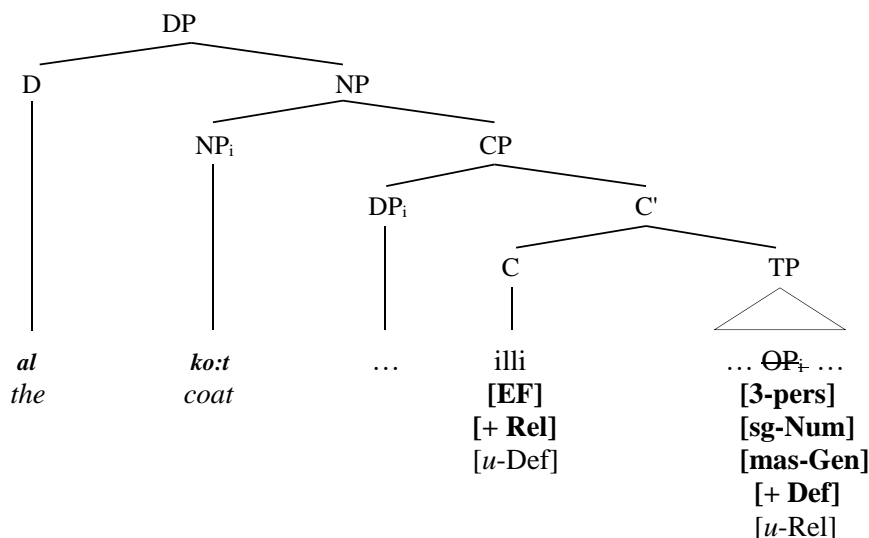 DP
D NP
NPi CP
DPi C'
C TP
al ko:t … illi … OPi …
the coat [EF] [3-pers]
[+ Rel] [sg-Num]
[u-Def] [mas-Gen]
[+ Def]
[u-Rel]